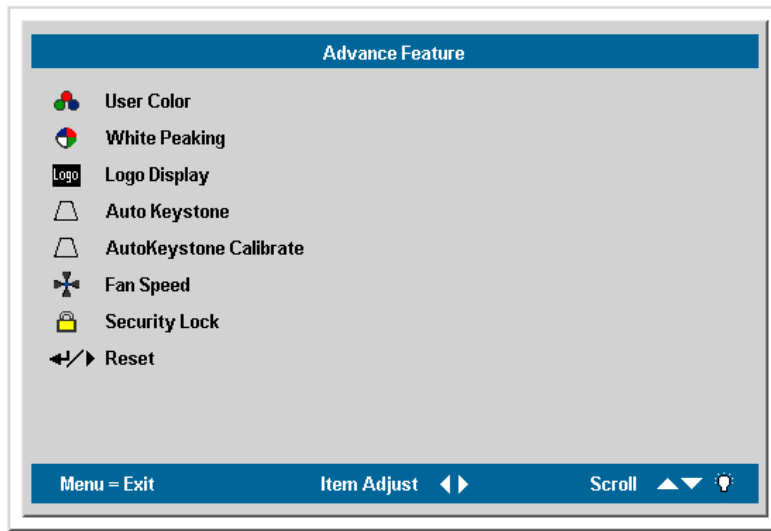 Advance Feature
User Color
White Peaking
Logo Logo Display
Auto Keystone
AutoKeystone Calibrate
Fan Speed
Security Lock
Reset
Menu = Exit Item Adjust Scroll